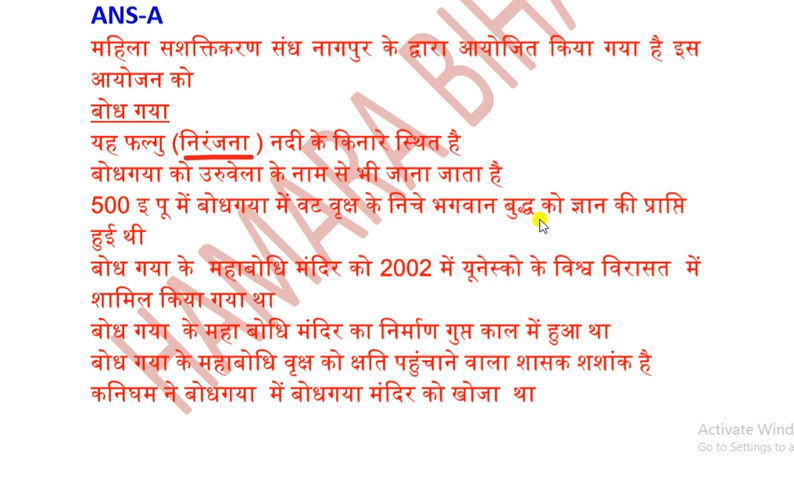 ANS-A
महिला सशक्तिकरण संध नागपुर के द्वारा आयोजित किया गया है इस
आयोजन को
बोध गया
यह फल्गु (निरंजना ) नदी के किनारे स्थित है
बोधगया को उरुवेला के नाम से भी जाना जाता है
500 इ पू में बोधगया में वट वृक्ष के निचे भगवान बुद्ध को ज्ञान की प्राप्ति
हुई थी
बोध गया के महाबोधि मंदिर को 2002 में यूनेस्को के विश्व विरासत में
शामिल किया गया था
बोध गया के महा बोधि मंदिर का निर्माण गुप्त काल में हुआ था
बोध गया के महाबोधि वृक्ष को क्षति पहुंचाने वाला शासक शशांक है
कनिघम ने बोधगया में बोधगया मंदिर को खोजा था
HAMARA BIHA
Activate Wind
Go to Settings to a